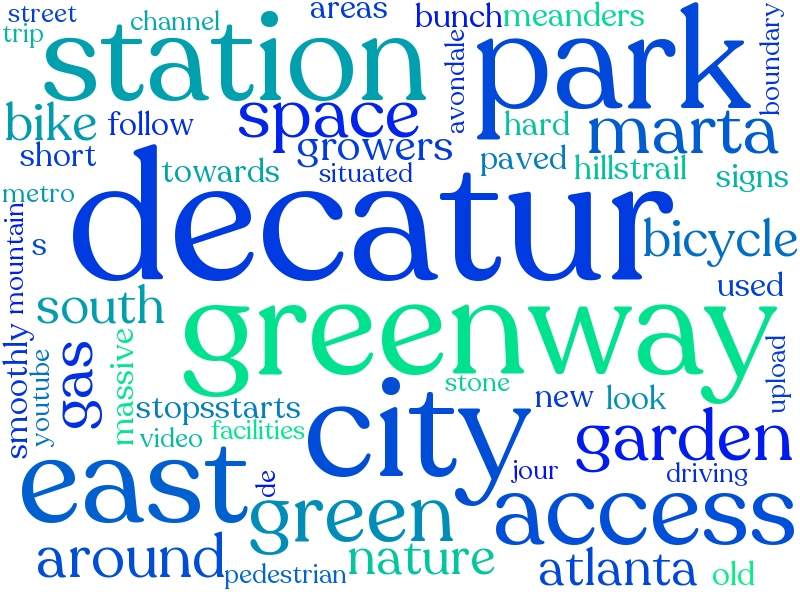 street
trip
channel
areas
bunch
meanders
station
park
avondale
boundary
bike
follow
space
hard
marta
short
growers
paved
towards
situated
hillstrail
signs
metro
decatur
s
bicycle
mountain
used
south
greenway
smoothly
youtube
gas
massive
stopsstarts
stone
new
look
upload
video
facilities
city
garden
east
de
jour
driving
green
access
around
pedestrian
nature
atlanta
old